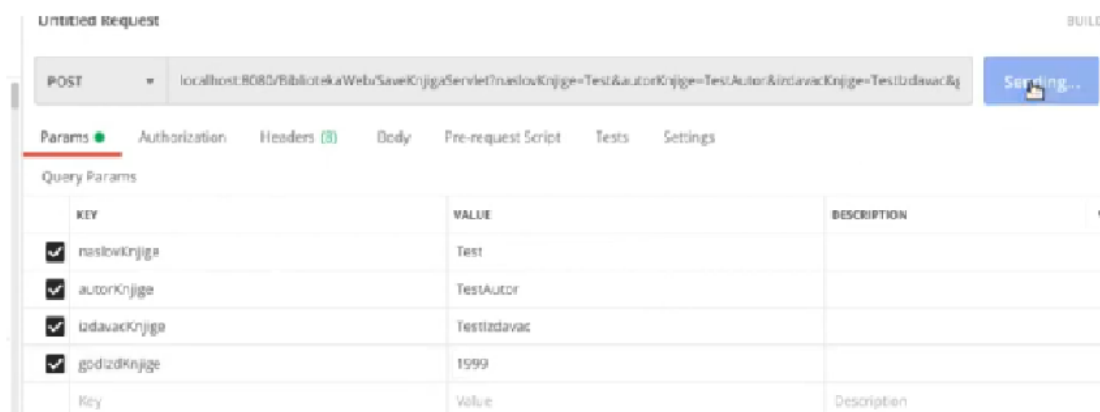 Untitled Request BUILD
POST localhost:8080/BibliotekaWeb/SaveKnjigaServlet?naslovKnjige=Test&autorKnjige=TestAutor&izdavacKnjige=TestIzdavac&g Sending...
Params Authorization Headers (8) Body Pre-request Script Tests Settings
Query Params
KEY VALUE DESCRIPTION
naslovKnjige Test
autorKnjige TestAutor
izdavacKnjige TestIzdavac
godIzdKnjige 1999
Key Value Description